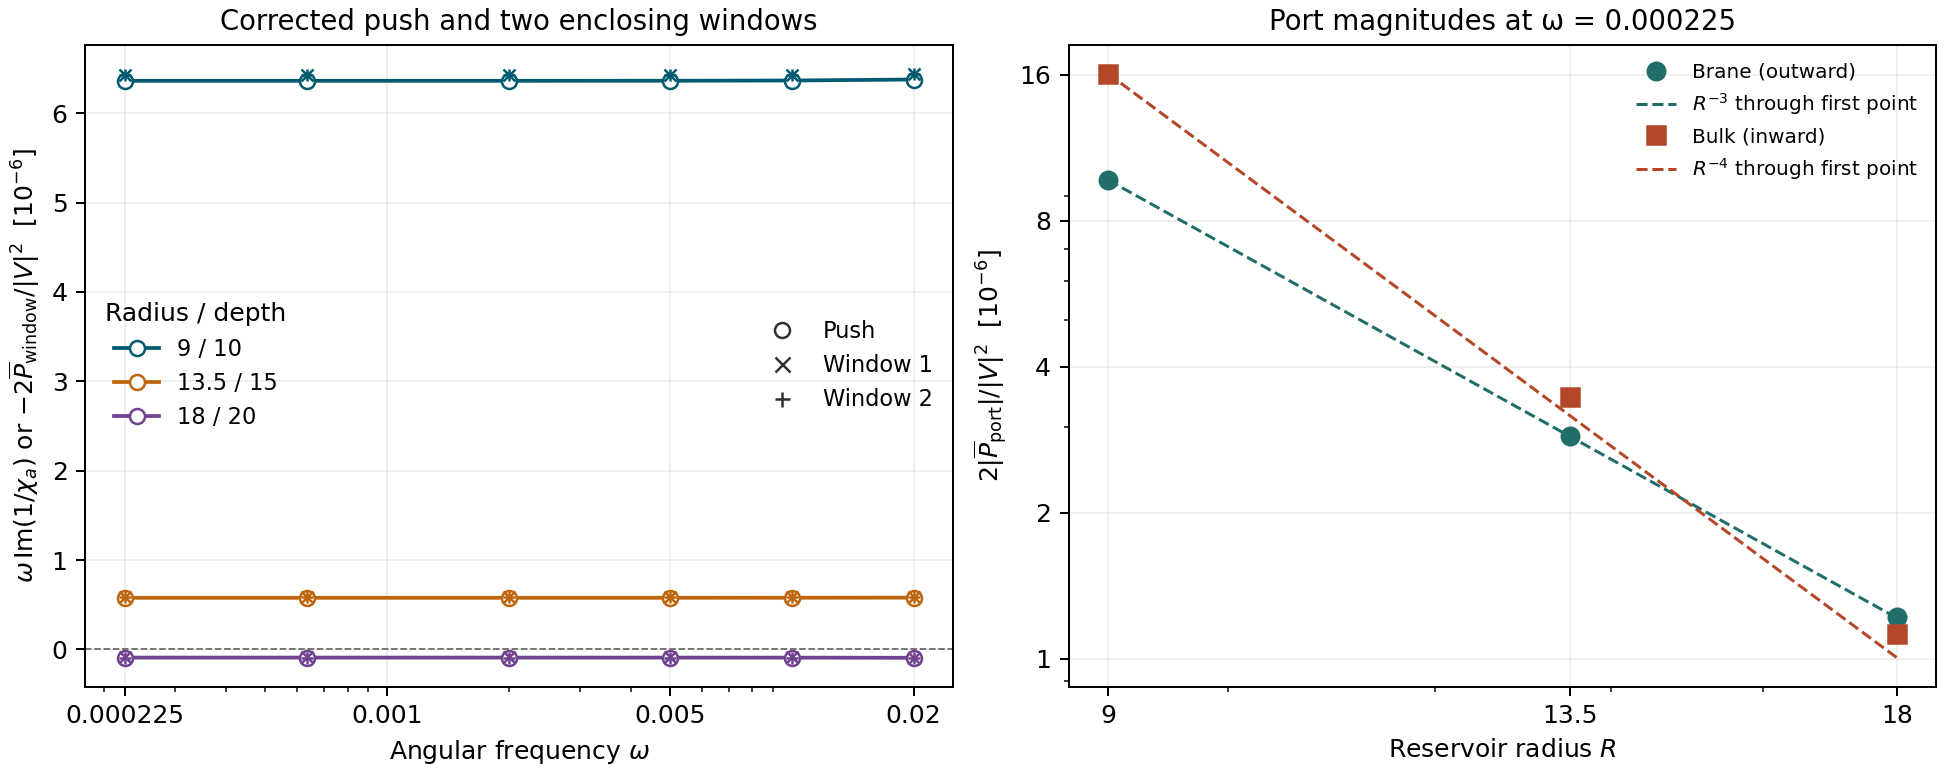 Corrected push and two enclosing windows
ω Im(1/χₐ) or −2P̅window/|V|² [10⁻⁶]
6
5
4
3
2
1
0
Radius / depth
9 / 10
13.5 / 15
18 / 20
Push
Window 1
Window 2
0.000225
0.001
0.005
0.02
Angular frequency ω
Port magnitudes at ω = 0.000225
2|P̅port|/|V|² [10⁻⁶]
16
8
4
2
1
Brane (outward)
R⁻³ through first point
Bulk (inward)
R⁻⁴ through first point
9
13.5
18
Reservoir radius R